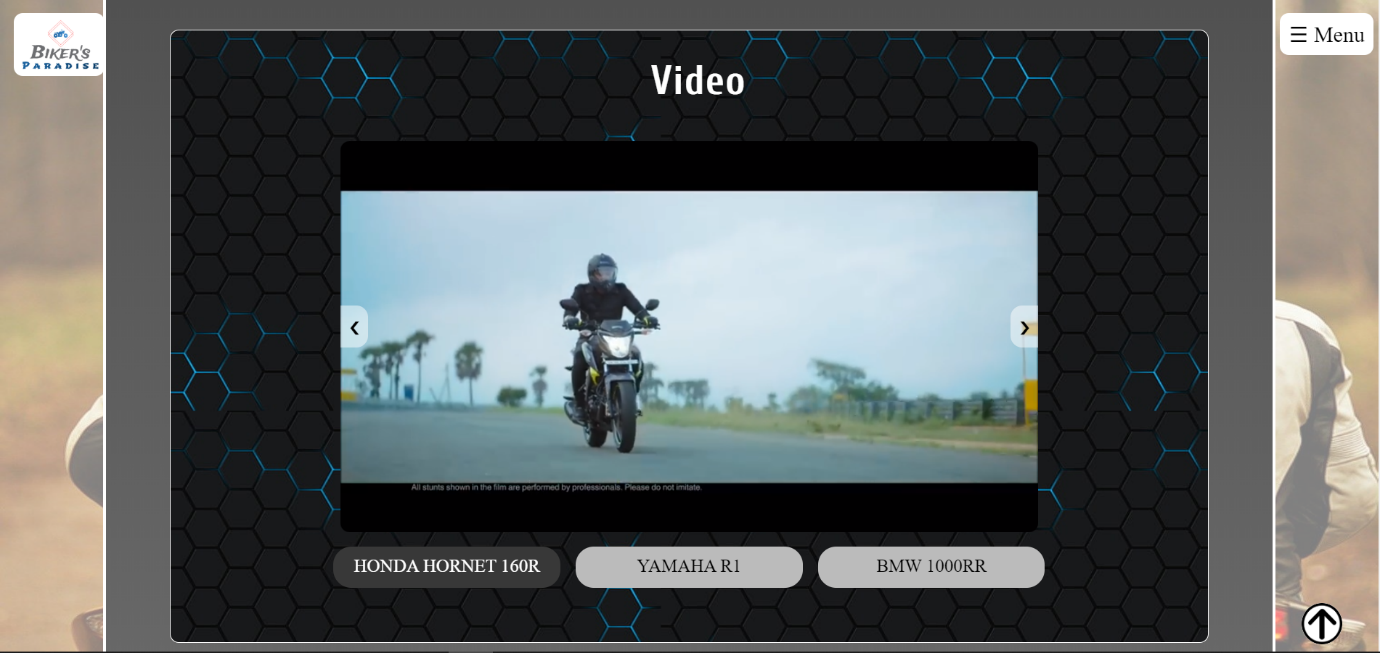 BIKER'S
PARADISE
☰ Menu
Video
‹
›
All stunts shown in the film are performed by professionals. Please do not imitate.
HONDA HORNET 160R
YAMAHA R1
BMW 1000RR